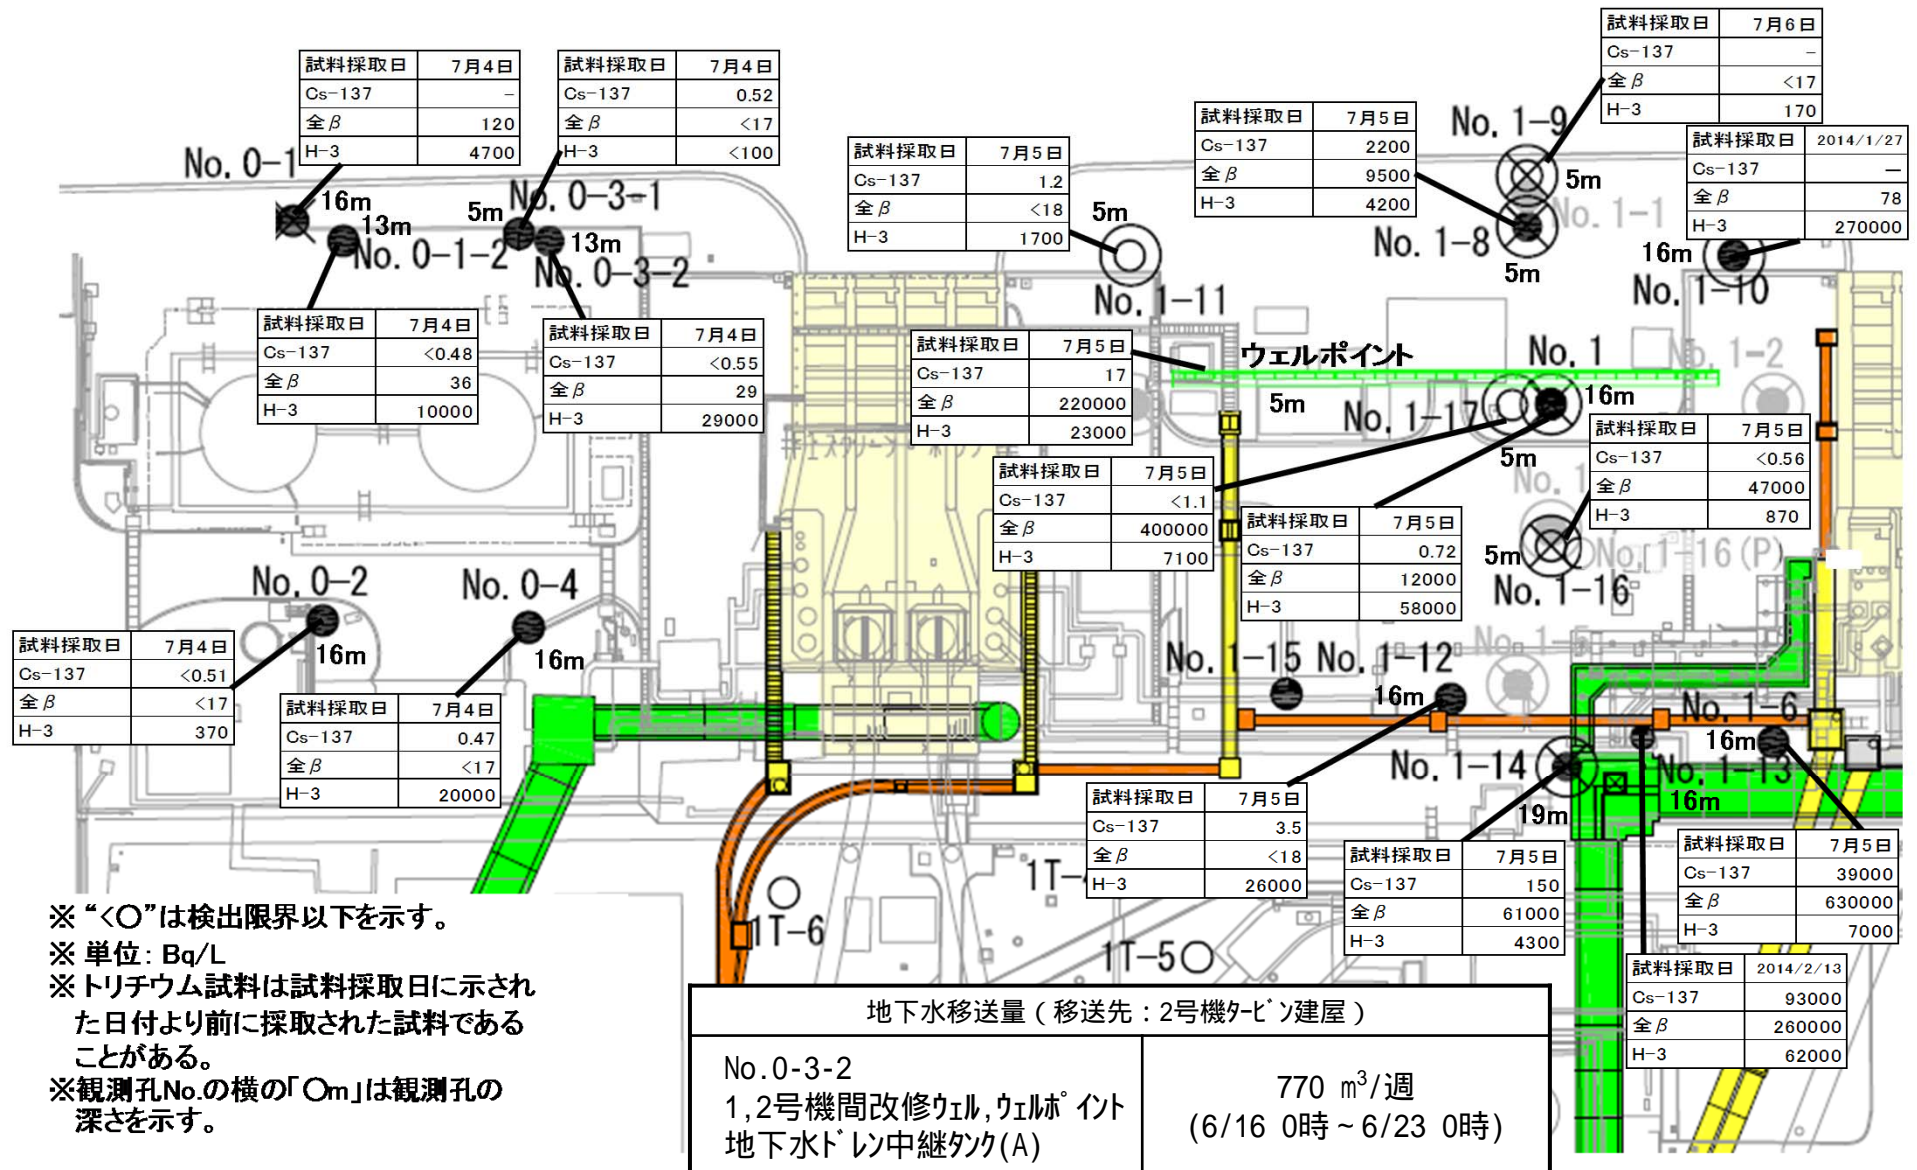 試料採取日 7月4日
Cs-137 -
全β 120
H-3 4700
試料採取日 7月4日
Cs-137 0.52
全β <17
H-3 <100
試料採取日 7月5日
Cs-137 1.2
全β <18
H-3 1700
試料採取日 7月5日
Cs-137 2200
全β 9500
H-3 4200
試料採取日 7月6日
Cs-137 -
全β <17
H-3 170
試料採取日 2014/1/27
Cs-137 —
全β 78
H-3 270000
No. 0-1
16m
13m
No. 0-1-2
5m
No. 0-3-1
13m
No. 0-3-2
5m
No. 1-11
No. 1-9
5m
No. 1-1
No. 1-8
5m
16m
No. 1-10
試料採取日 7月4日
Cs-137 <0.48
全β 36
H-3 10000
試料採取日 7月4日
Cs-137 <0.55
全β 29
H-3 29000
試料採取日 7月5日
Cs-137 17
全β 220000
H-3 23000
ウェルポイント
5m
No. 1
16m
No. 1-17
5m
1-2
試料採取日 7月5日
Cs-137 <1.1
全β 400000
H-3 7100
試料採取日 7月5日
Cs-137 0.72
全β 12000
H-3 58000
試料採取日 7月5日
Cs-137 <0.56
全β 47000
H-3 870
5m
No. 1-16
No. 1-16(P)
No. 0-2
16m
No. 0-4
16m
試料採取日 7月4日
Cs-137 <0.51
全β <17
H-3 370
試料採取日 7月4日
Cs-137 0.47
全β <17
H-3 20000
No. 1-15
No. 1-12
16m
No. 1-5
No. 1-6
16m
No. 1-14
19m
No. 1-13
16m
試料採取日 7月5日
Cs-137 3.5
全β <18
H-3 26000
試料採取日 7月5日
Cs-137 150
全β 61000
H-3 4300
試料採取日 7月5日
Cs-137 39000
全β 630000
H-3 7000
試料採取日 2014/2/13
Cs-137 93000
全β 260000
H-3 62000
1T-6
1T-5
※ “<○”は検出限界以下を示す。
※ 単位: Bq/L
※ トリチウム試料は試料採取日に示され
た日付より前に採取された試料である
ことがある。
※観測孔No.の横の「○m」は観測孔の
深さを示す。
地下水移送量 ( 移送先 : 2号機ﾀｰﾋﾞﾝ建屋 )
No.0-3-2
1,2号機間改修ｳｪﾙ,ｳｪﾙﾎﾟｲﾝﾄ
地下水ﾄﾞﾚﾝ中継ﾀﾝｸ(A)
770 m³/週
(6/16 0時 ~ 6/23 0時)